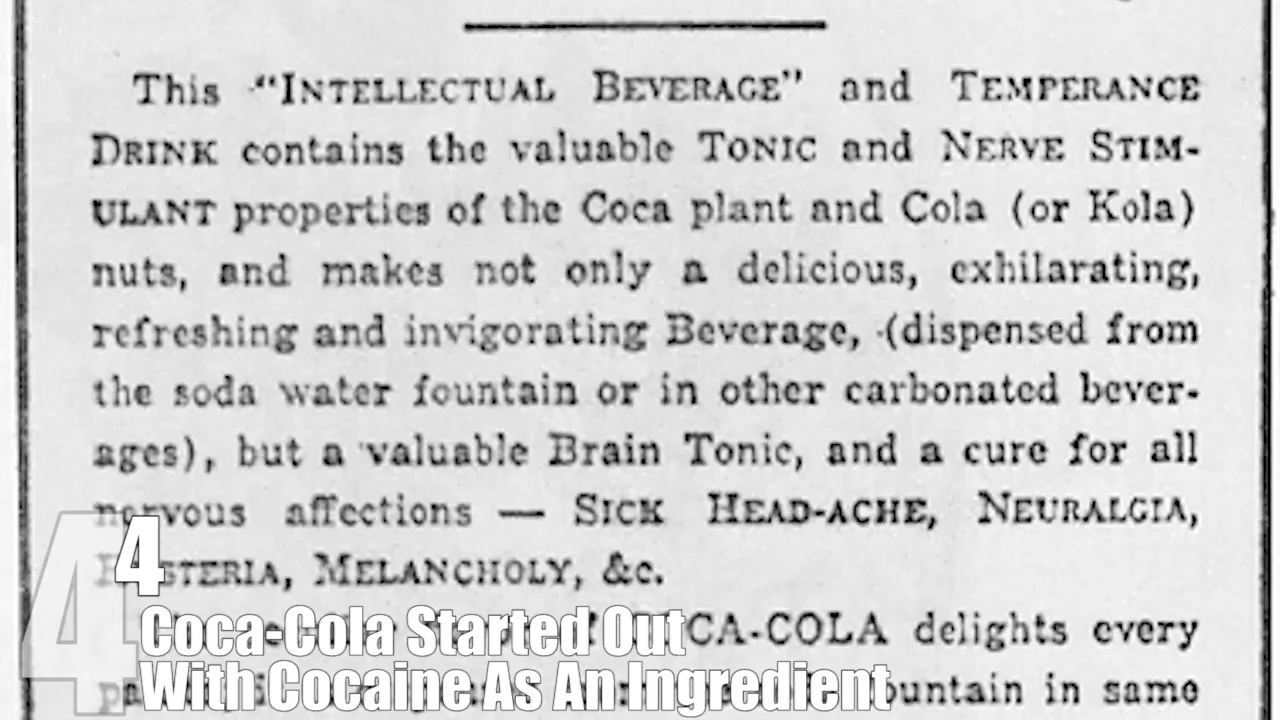 This "INTELLECTUAL BEVERAGE" and TEMPERANCE
DRINK contains the valuable TONIC and NERVE STIM-
ULANT properties of the Coca plant and Cola (or Kola)
nuts, and makes not only a delicious, exhilarating,
refreshing and invigorating Beverage, (dispensed from
the soda water fountain or in other carbonated bever-
ages), but a valuable Brain Tonic, and a cure for all
nervous affections — SICK HEAD-ACHE, NEURALGIA,
HYSTERIA, MELANCHOLY, &c.
COCA-COLA delights every
fountain in same
4
4
Coca-Cola Started Out
With Cocaine As An Ingredient